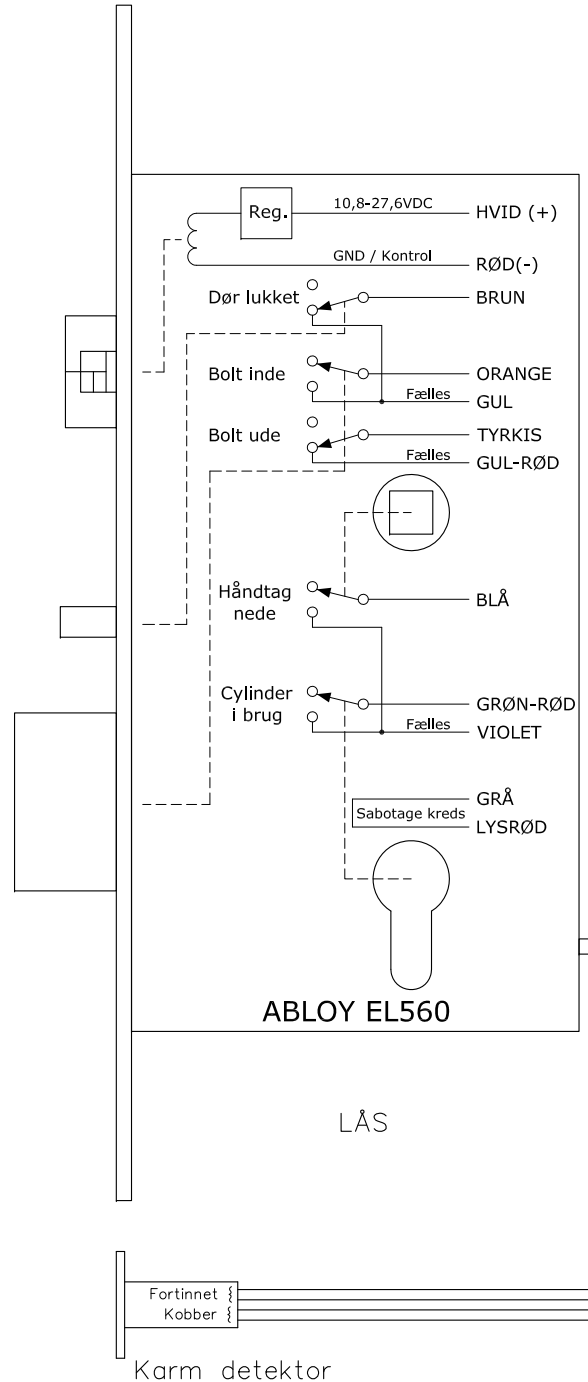 Reg.
10,8-27,6VDC
HVID (+)
GND / Kontrol
RØD(-)
Dør lukket
BRUN
Bolt inde
ORANGE
Fælles
GUL
Bolt ude
TYRKIS
Fælles
GUL-RØD
Håndtag
nede
BLÅ
Cylinder
i brug
GRØN-RØD
Fælles
VIOLET
GRÅ
Sabotage kreds
LYSRØD
ABLOY EL560
LÅS
Fortinnet
Kobber
Karm detektor